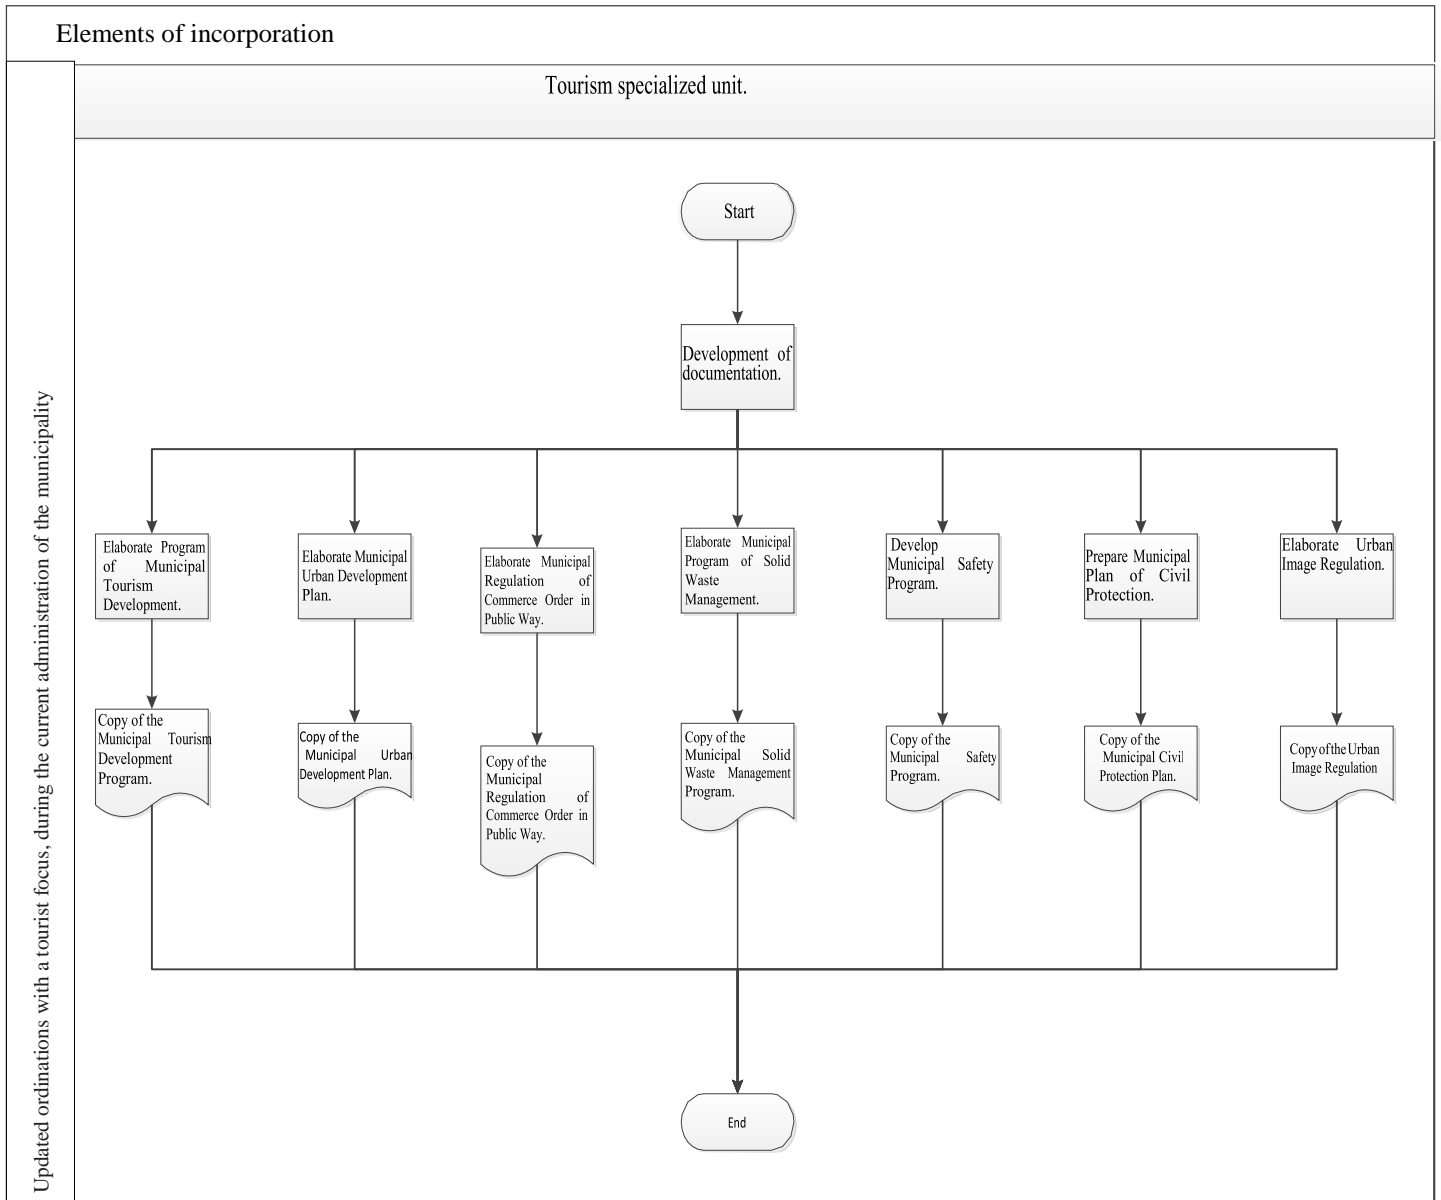 Elements of incorporation
Tourism specialized unit.
Updated ordinations with a tourist focus, during the current administration of the municipality
Start
Development of
documentation.
Elaborate Program
of Municipal
Tourism
Development.
Elaborate Municipal
Urban Development
Plan.
Elaborate Municipal
Regulation of
Commerce Order in
Public Way.
Elaborate Municipal
Program of Solid
Waste
Management.
Develop
Municipal Safety
Program.
Prepare Municipal
Plan of Civil
Protection.
Elaborate Urban
Image Regulation.
Copy of the
Municipal Tourism
Development
Program.
Copy of the
Municipal Urban
Development Plan.
Copy of the
Municipal
Regulation of
Commerce Order in
Public Way.
Copy of the
Municipal Solid
Waste Management
Program.
Copy of the
Municipal Safety
Program.
Copy of the
Municipal Civil
Protection Plan.
Copy of the Urban
Image Regulation
End